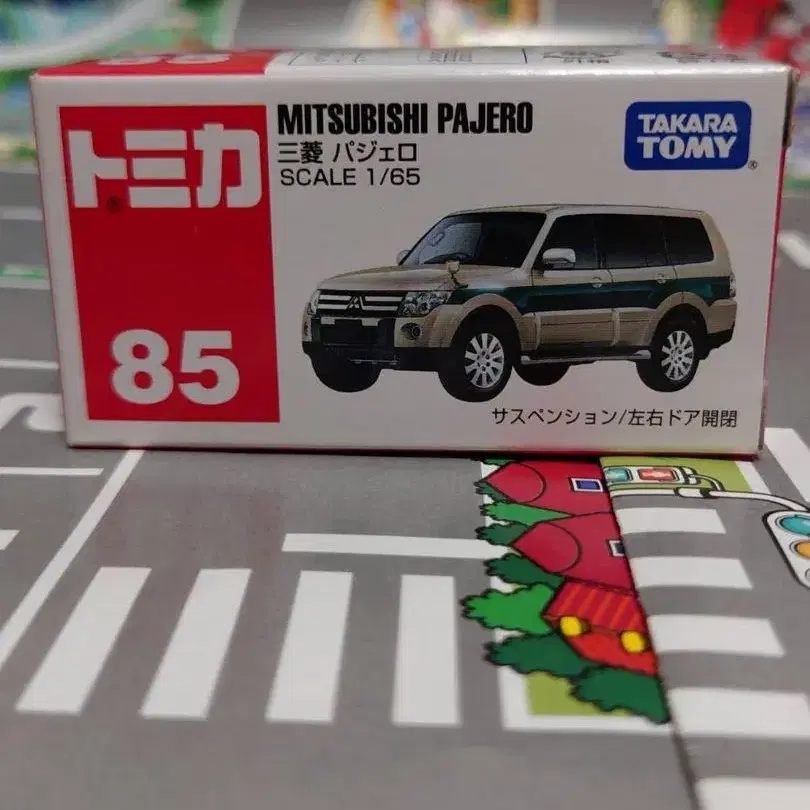 トミカ
®
85
MITSUBISHI PAJERO
三菱 パジェロ
SCALE 1/65
TAKARA
TOMY
®
サスペンション/左右ドア開閉